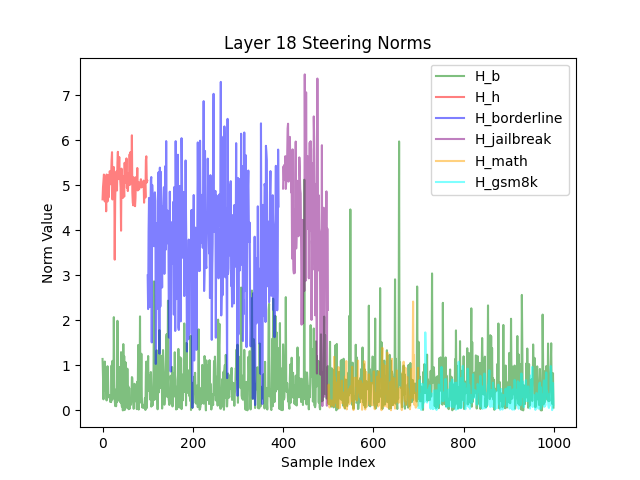 Layer 18 Steering Norms
Norm Value
7
6
5
4
3
2
1
0
H_b
H_h
H_borderline
H_jailbreak
H_math
H_gsm8k
0 200 400 600 800 1000
Sample Index